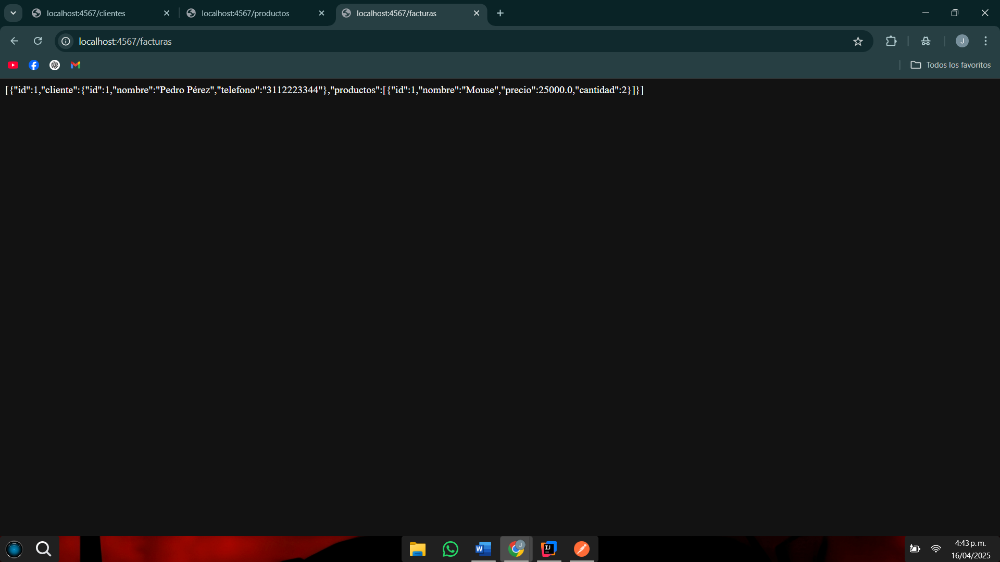 localhost:4567/clientes
localhost:4567/productos
localhost:4567/facturas
localhost:4567/facturas
J
Todos los favoritos
[{"id":1,"cliente":{"id":1,"nombre":"Pedro Pérez","telefono":"3112223344"},"productos":[{"id":1,"nombre":"Mouse","precio":25000.0,"cantidad":2}]}]
W
J
IJ
4:43 p. m.
16/04/2025